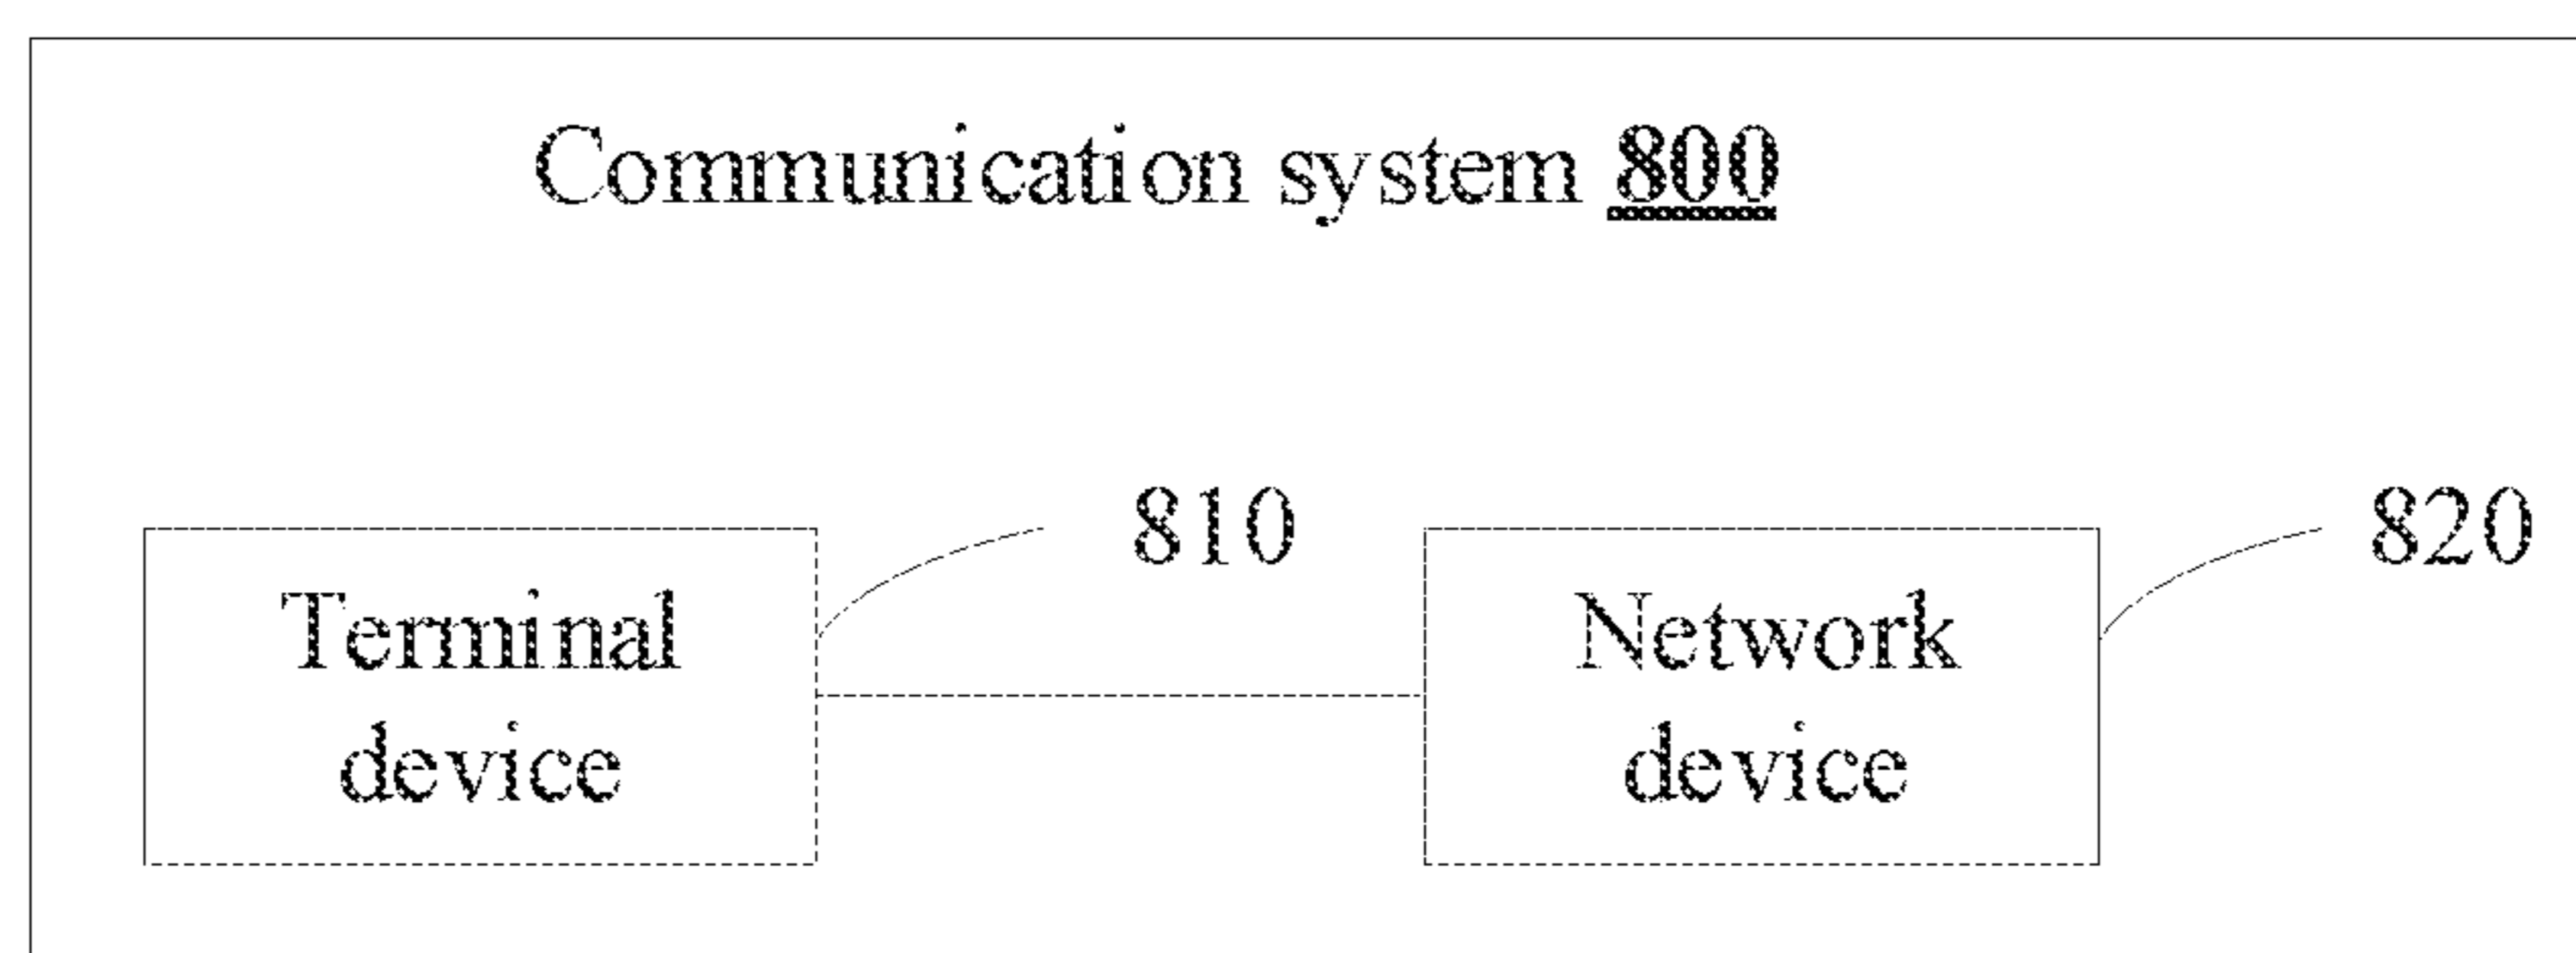 Communication system 800
810
820
Terminal
device
Network
device